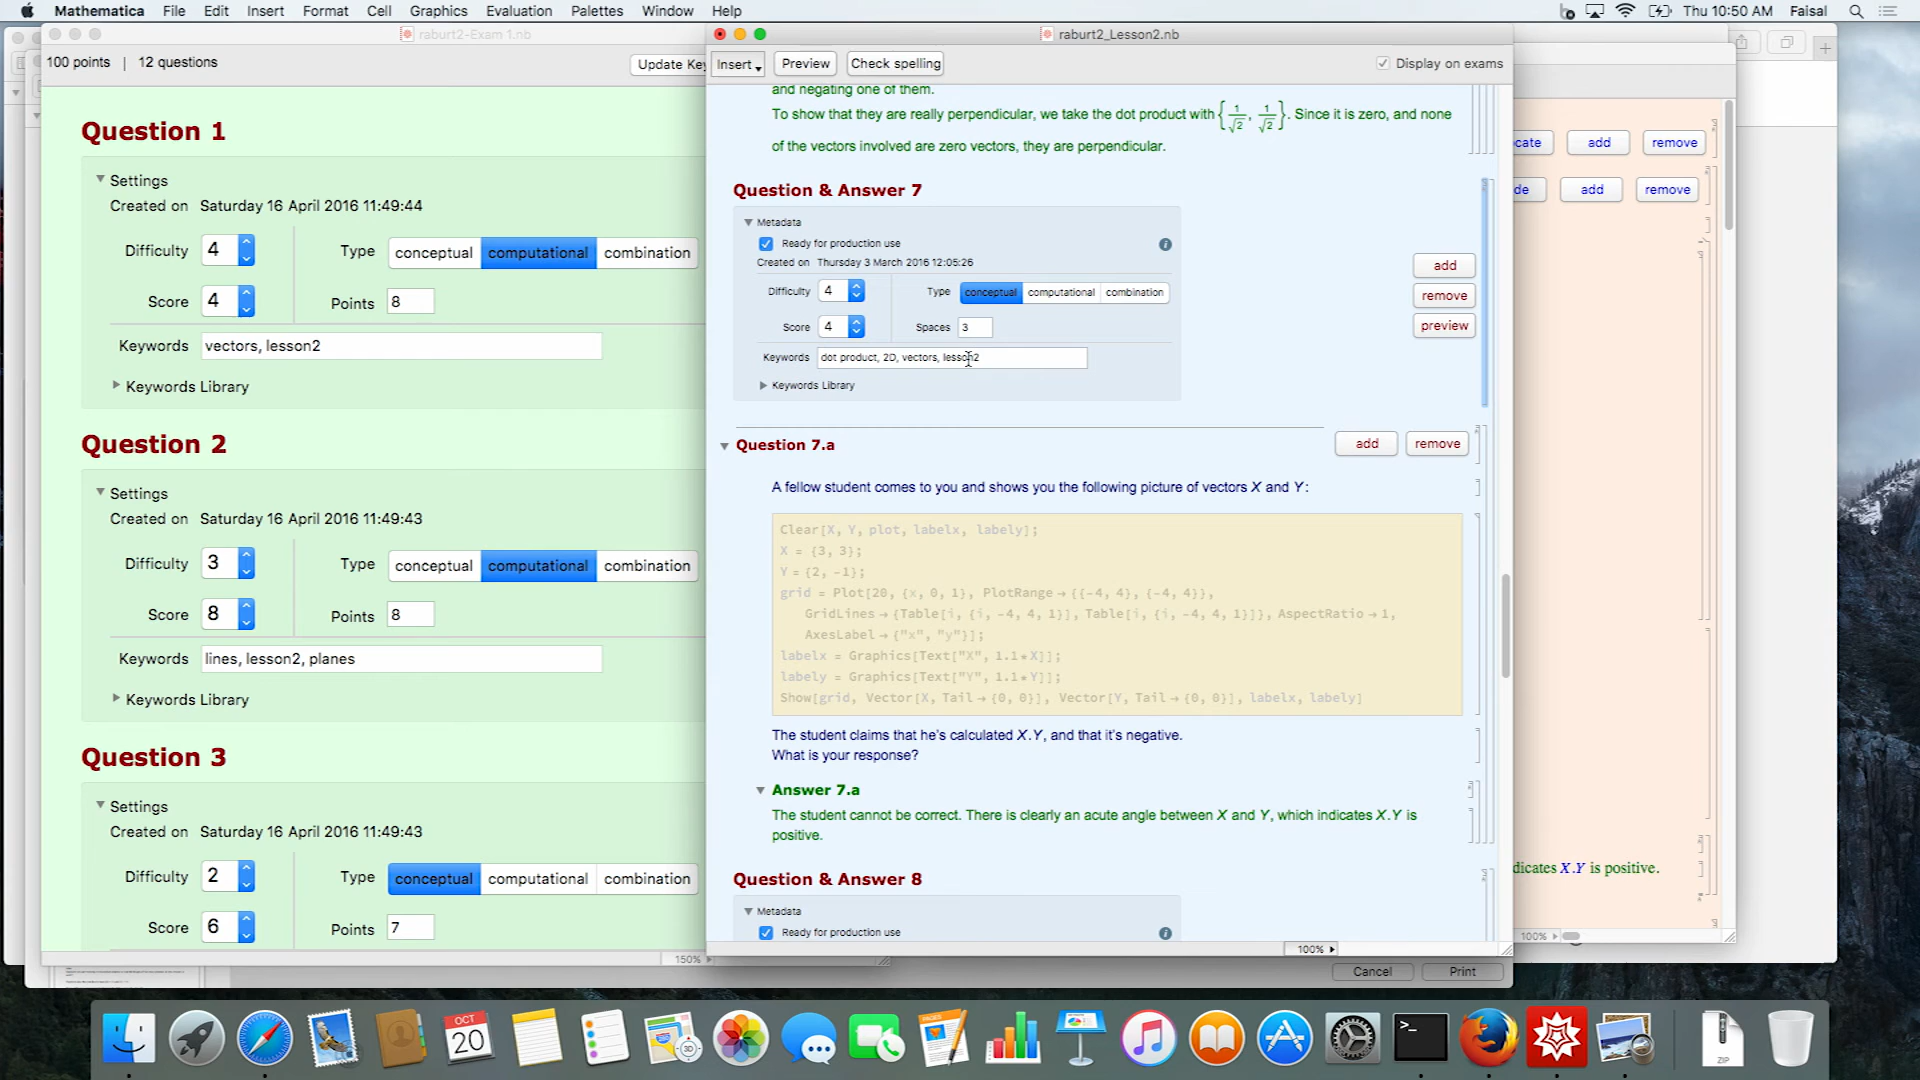 Mathematica File Edit Insert Format Cell Graphics Evaluation Palettes Window Help
Thu 10:50 AM Faisal
raburt2-Exam 1.nb
100 points | 12 questions
Update Key
Question 1
Settings
Created on Saturday 16 April 2016 11:49:44
Difficulty 4 Type conceptual computational combination
Score 4 Points 8
Keywords vectors, lesson2
Keywords Library
Question 2
Settings
Created on Saturday 16 April 2016 11:49:43
Difficulty 3 Type conceptual computational combination
Score 8 Points 8
Keywords lines, lesson2, planes
Keywords Library
Question 3
Settings
Created on Saturday 16 April 2016 11:49:43
Difficulty 2 Type conceptual computational combination
Score 6 Points 7
150%
raburt2_Lesson2.nb
Insert Preview Check spelling Display on exams
and negating one of them.
To show that they are really perpendicular, we take the dot product with {1/√2, 1/√2}. Since it is zero, and none
of the vectors involved are zero vectors, they are perpendicular.
Question & Answer 7
Metadata
Ready for production use
Created on Thursday 3 March 2016 12:05:26
Difficulty 4 Type conceptual computational combination
Score 4 Spaces 3
Keywords dot product, 2D, vectors, lesson2
Keywords Library
add
remove
preview
Question 7.a add remove
A fellow student comes to you and shows you the following picture of vectors X and Y:
Clear[X, Y, plot, labelx, labely];
X = {3, 3};
Y = {2, -1};
grid = Plot[20, {x, 0, 1}, PlotRange→{{-4, 4}, {-4, 4}},
GridLines→{Table[i, {i, -4, 4, 1}], Table[i, {i, -4, 4, 1}]}, AspectRatio→1,
AxesLabel→{"x", "y"}];
labelx = Graphics[Text["X", 1.1*X]];
labely = Graphics[Text["Y", 1.1*Y]];
Show[grid, Vector[X, Tail→{0, 0}], Vector[Y, Tail→{0, 0}], labelx, labely]
The student claims that he's calculated X.Y, and that it's negative.
What is your response?
Answer 7.a
The student cannot be correct. There is clearly an acute angle between X and Y, which indicates X.Y is
positive.
Question & Answer 8
Metadata
Ready for production use
100%
cate add remove
de add remove
dicates X.Y is positive.
100%
Cancel Print
OCT
20
ZIP